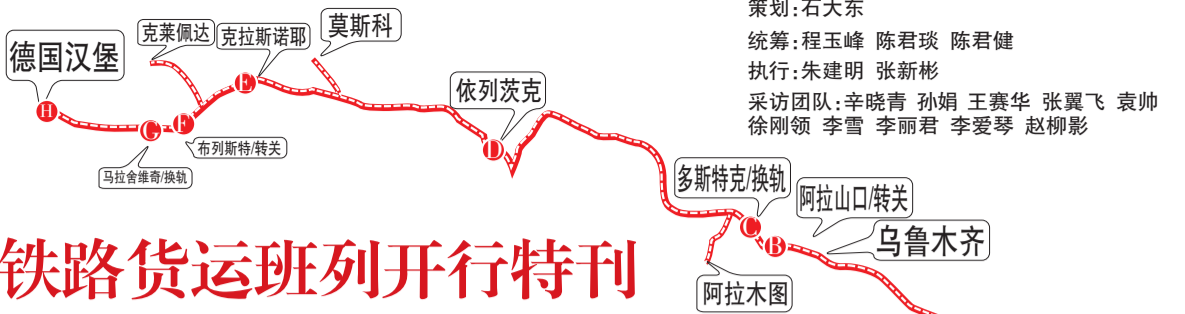 策划:石大东
统筹:程玉峰 陈君琰 陈君健
执行:朱建明 张新彬
采访团队:辛晓青 孙娟 王赛华 张翼飞 袁帅
徐刚领 李雪 李丽君 李爱琴 赵柳影
德国汉堡
克莱佩达
克拉斯诺耶
莫斯科
H
G
F
E
布列斯特/转关
马拉舍维奇/换轨
依列茨克
D
多斯特克/换轨
阿拉山口/转关
C
B
乌鲁木齐
阿拉木图
铁路货运班列开行特刊